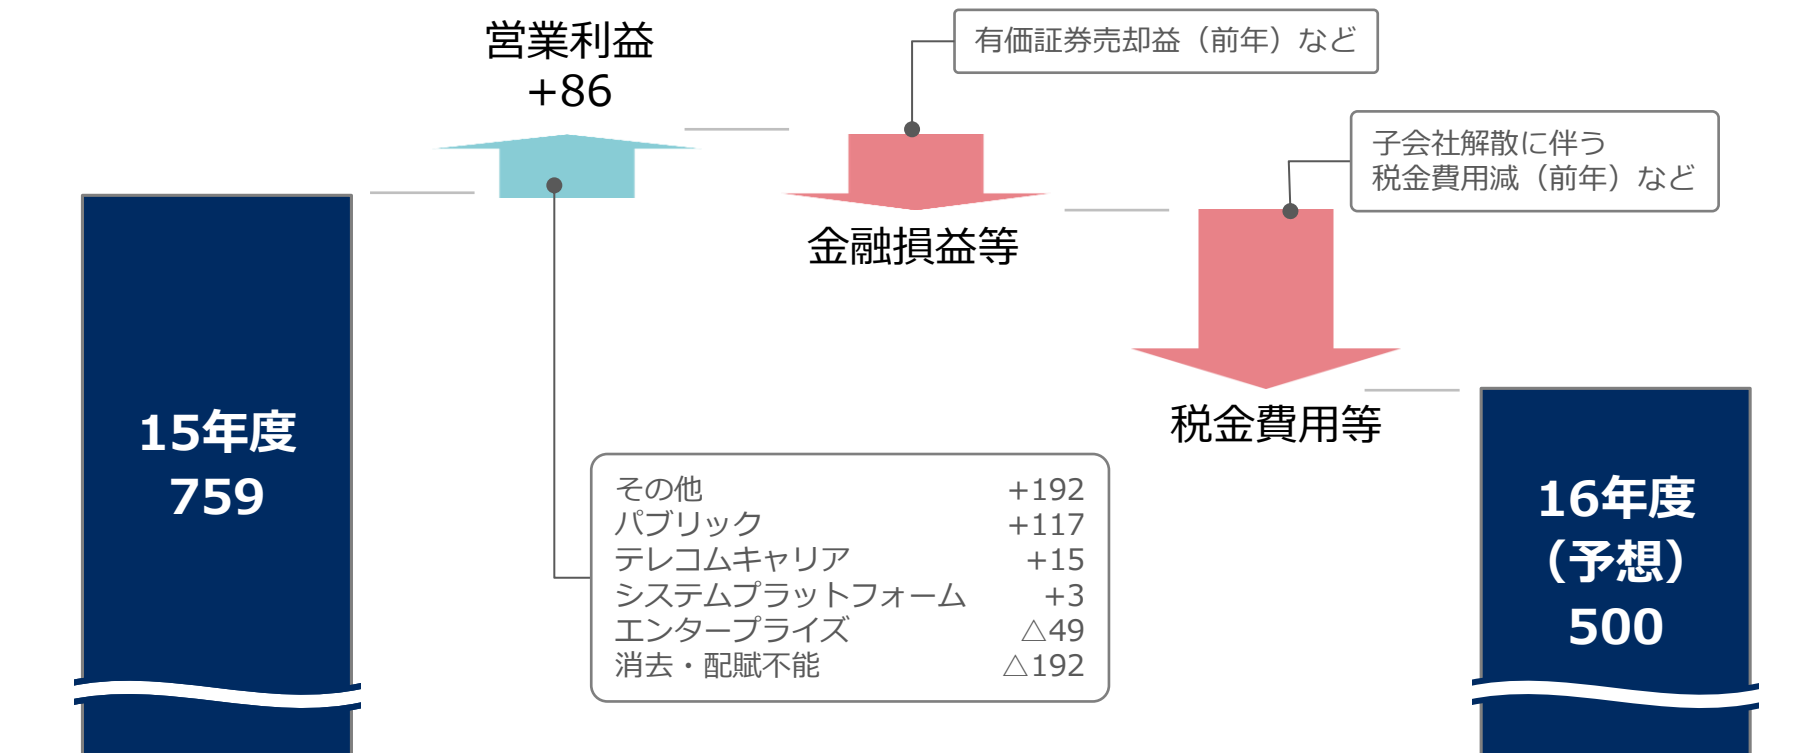 営業利益
+86
有価証券売却益（前年）など
子会社解散に伴う
税金費用減（前年）など
金融損益等
税金費用等
15年度
759
その他 +192
パブリック +117
テレコムキャリア +15
システムプラットフォーム +3
エンタープライズ △49
消去・配賦不能 △192
16年度
（予想）
500